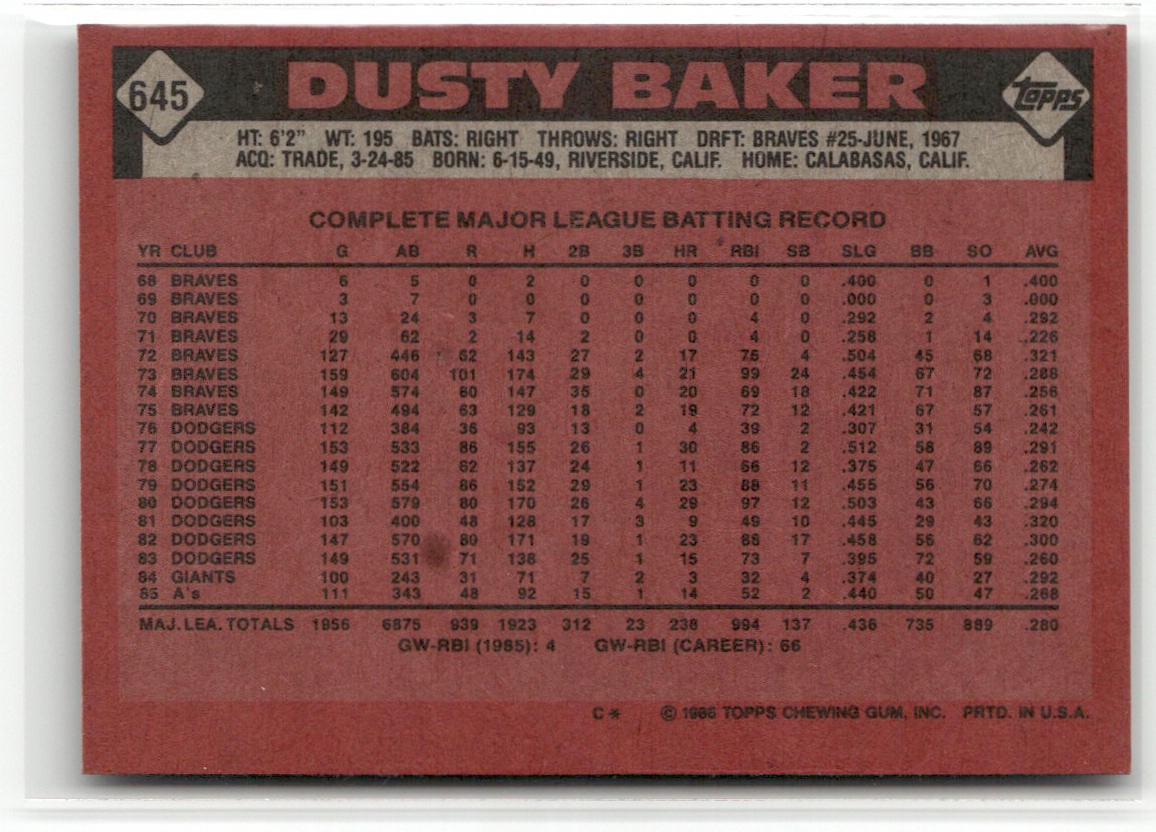 645 DUSTY BAKER Topps
HT: 6'2" WT: 195 BATS: RIGHT THROWS: RIGHT DRFT: BRAVES #25-JUNE, 1967
ACQ: TRADE, 3-24-85 BORN: 6-15-49, RIVERSIDE, CALIF. HOME: CALABASAS, CALIF.
COMPLETE MAJOR LEAGUE BATTING RECORD
YR CLUB G AB R H 2B 3B HR RBI SB SLG BB SO AVG
68 BRAVES 6 5 0 2 0 0 0 0 0 .400 0 1 .400
69 BRAVES 3 7 0 0 0 0 0 0 0 .000 0 3 .000
70 BRAVES 13 24 3 7 0 0 0 4 0 .292 2 4 .292
71 BRAVES 29 62 2 14 2 0 0 4 0 .258 1 14 .226
72 BRAVES 127 446 62 143 27 2 17 76 4 .504 45 68 .321
73 BRAVES 159 604 101 174 29 4 21 99 24 .454 67 72 .288
74 BRAVES 149 574 80 147 35 0 20 69 18 .422 71 87 .256
75 BRAVES 142 494 63 129 18 2 19 72 12 .421 67 57 .261
76 DODGERS 112 384 36 93 13 0 4 39 2 .307 31 54 .242
77 DODGERS 153 533 86 155 26 1 30 86 2 .512 58 89 .291
78 DODGERS 149 522 62 137 24 1 11 66 12 .375 47 66 .262
79 DODGERS 151 554 86 152 29 1 23 88 11 .455 56 70 .274
80 DODGERS 153 579 80 170 26 4 29 97 12 .503 43 66 .294
81 DODGERS 103 400 48 128 17 3 9 49 10 .445 29 43 .320
82 DODGERS 147 570 80 171 19 1 23 88 17 .458 56 62 .300
83 DODGERS 149 531 71 138 25 1 15 73 7 .395 72 59 .260
84 GIANTS 100 243 31 71 7 2 3 32 4 .374 40 27 .292
85 A's 111 343 48 92 15 1 14 52 2 .440 50 47 .268
MAJ. LEA. TOTALS 1956 6875 939 1923 312 23 238 994 137 .436 735 889 .280
GW-RBI (1985): 4 GW-RBI (CAREER): 66
C* © 1986 TOPPS CHEWING GUM, INC. PRTD. IN U.S.A.